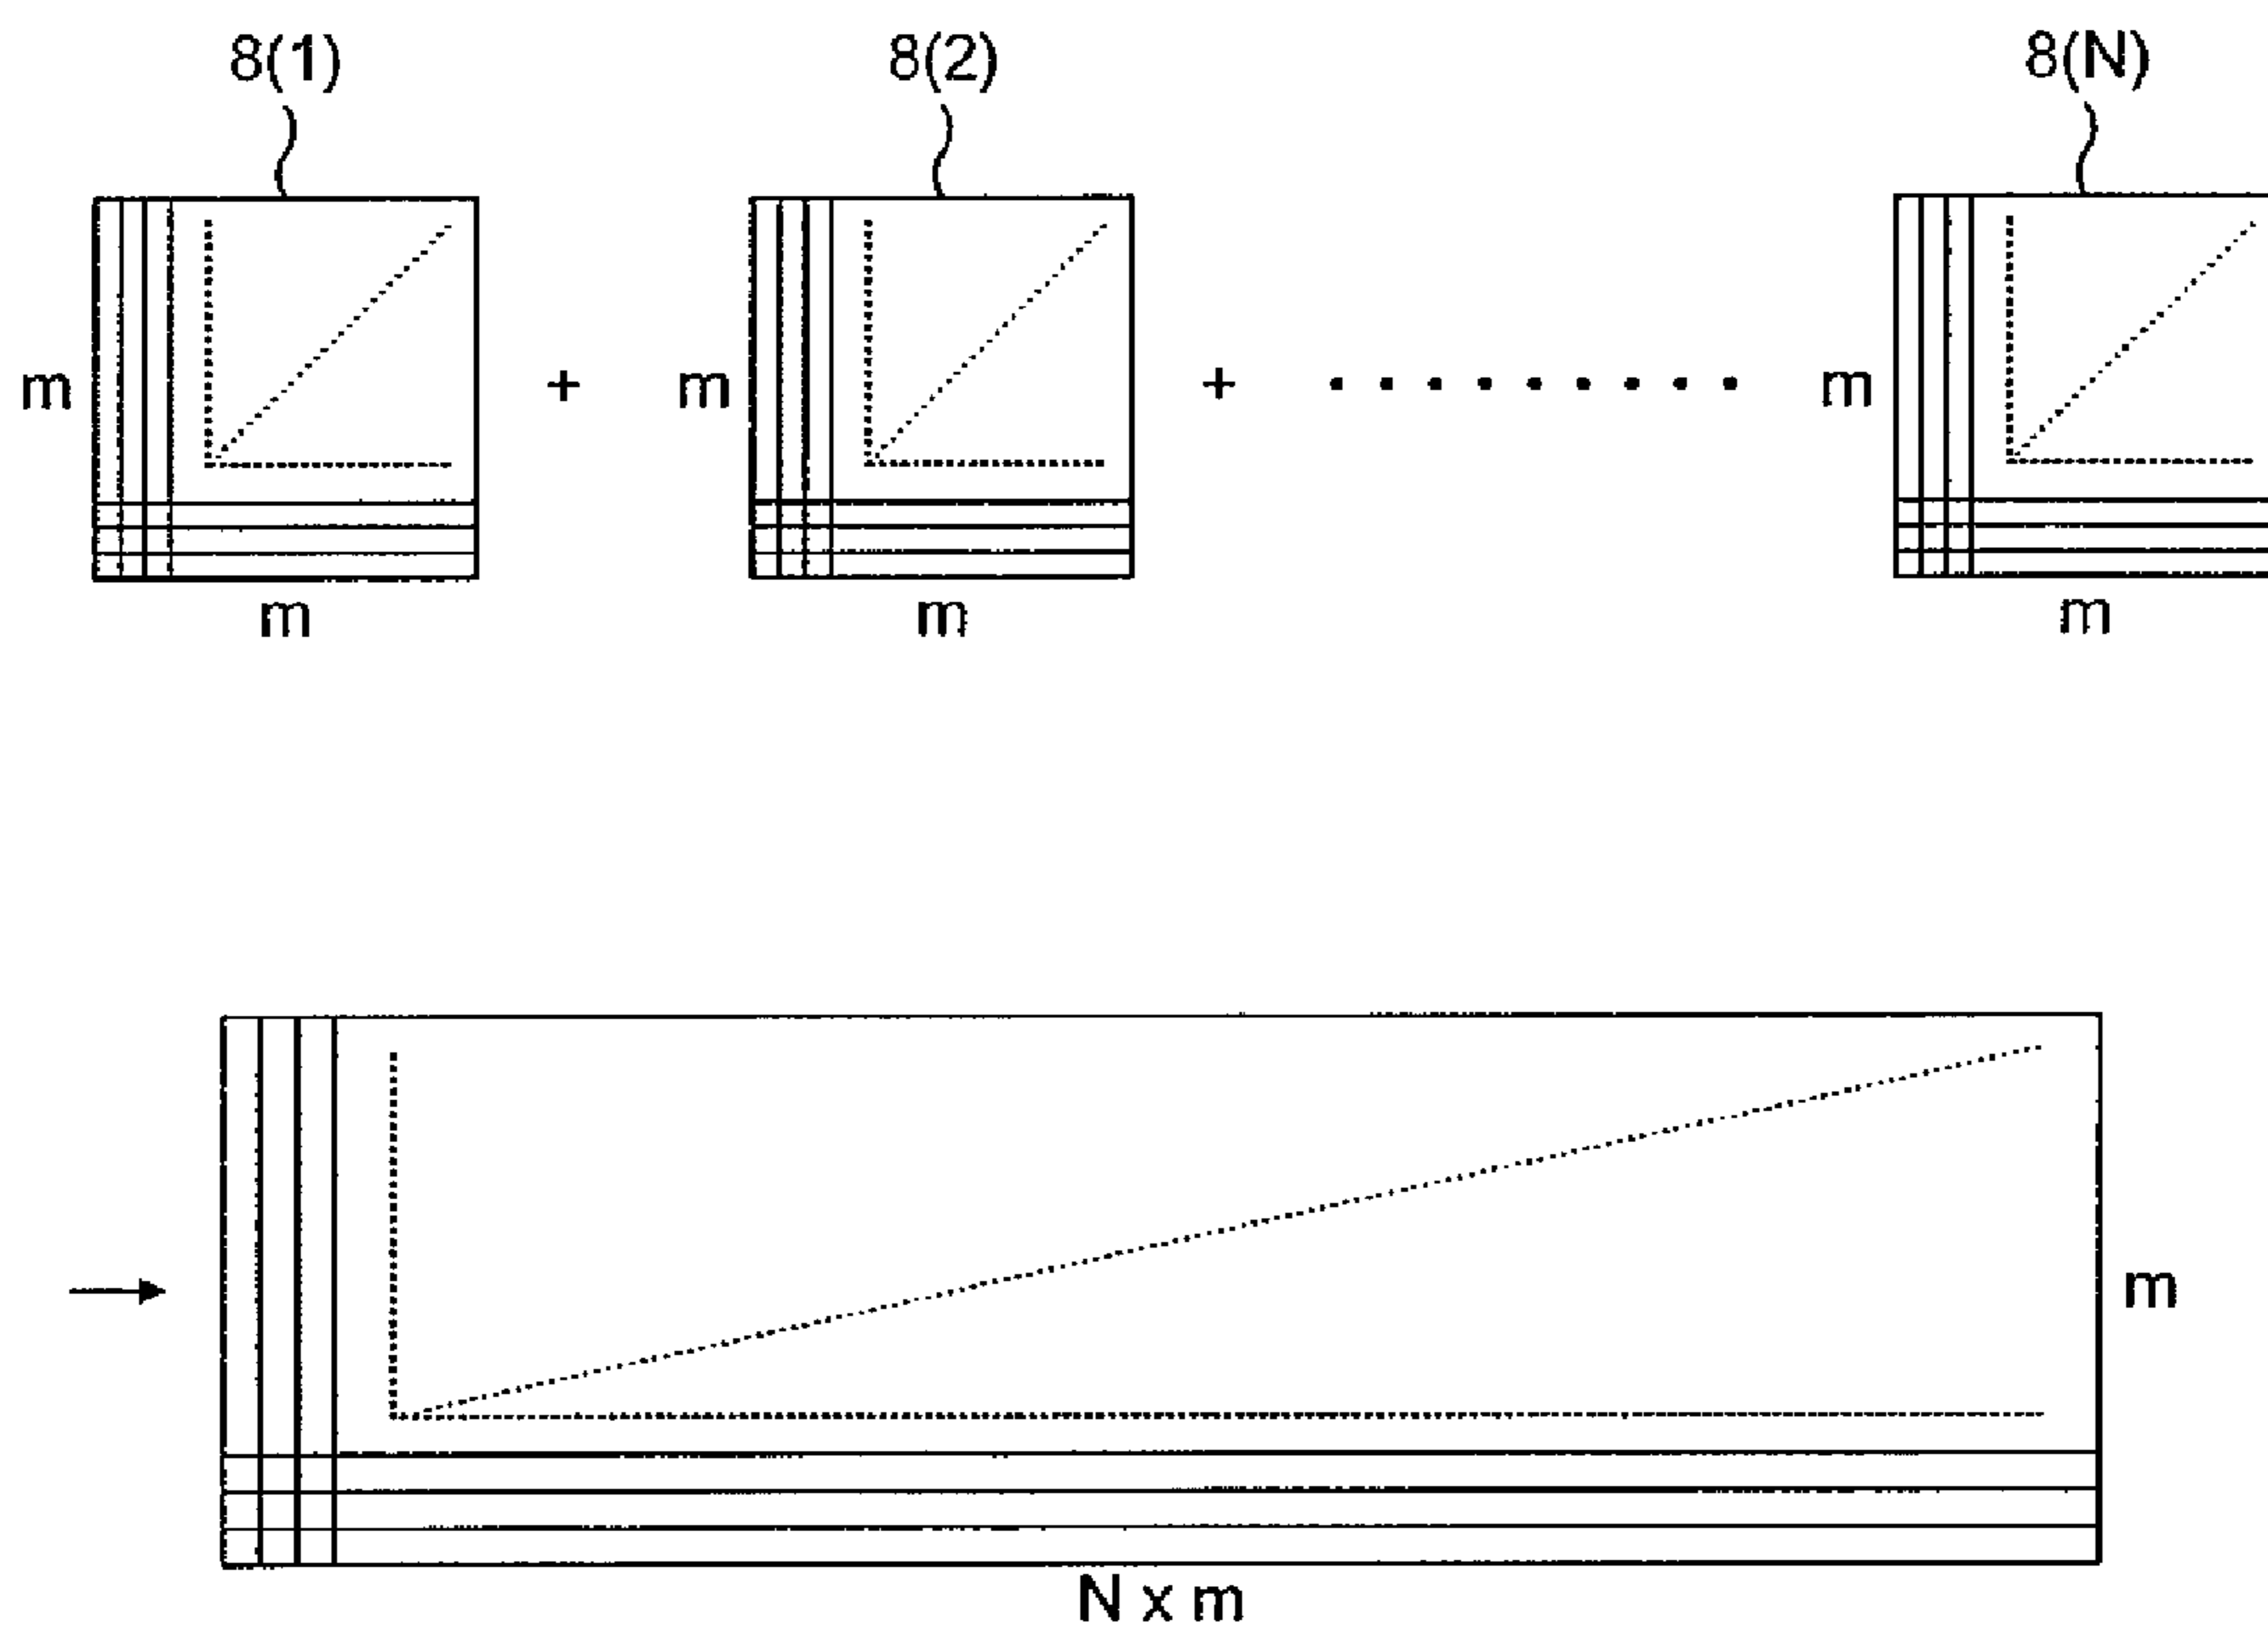 8(1) 8(2) 8(N)
m + m + ········· m
m m m
→ m
N x m